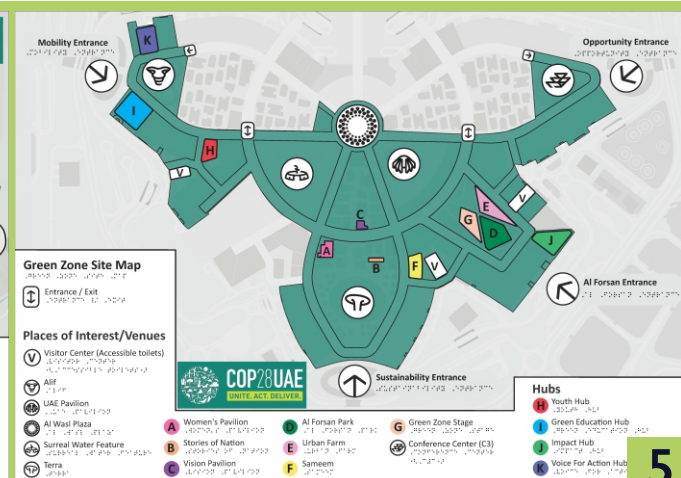 Mobility Entrance
Opportunity Entrance
K
I
H
V
C
A
B
F
V
G
E
D
V
J
Al Forsan Entrance
Sustainability Entrance
Green Zone Site Map
Entrance / Exit
Places of Interest/Venues
V Visitor Center (Accessible toilets)
Alif
UAE Pavilion
Al Wasl Plaza
Surreal Water Feature
Terra
COP28UAE
UNITE. ACT. DELIVER.
A Women's Pavilion
B Stories of Nation
C Vision Pavilion
D Al Forsan Park
E Urban Farm
F Sameem
G Green Zone Stage
Conference Center (C3)
Hubs
H Youth Hub
I Green Education Hub
J Impact Hub
K Voice For Action Hub
5